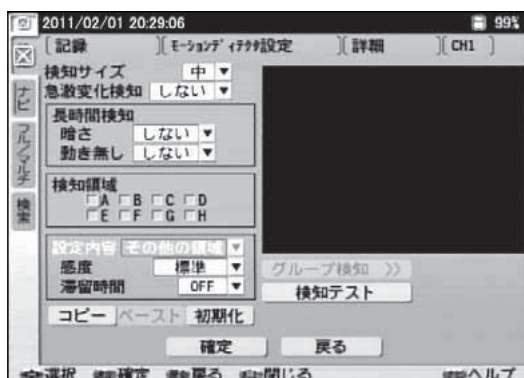 2011/02/01 20:29:06 99%
[記録 ][ モーションディテクタ設定 ][ 詳細 ][ CH1 ]
ナビ
フル/マルチ
検索
検知サイズ 中 ▼
急激変化検知 しない ▼
長時間検知
暗さ しない ▼
動き無し しない ▼
検知領域
A B C D
E F G H
設定内容 その他の領域 ▼
感度 標準 ▼
滞留時間 OFF ▼
グループ検知 >>
検知テスト
コピー ペースト 初期化
確定 戻る
選択 確定 戻る 閉じる ヘルプ